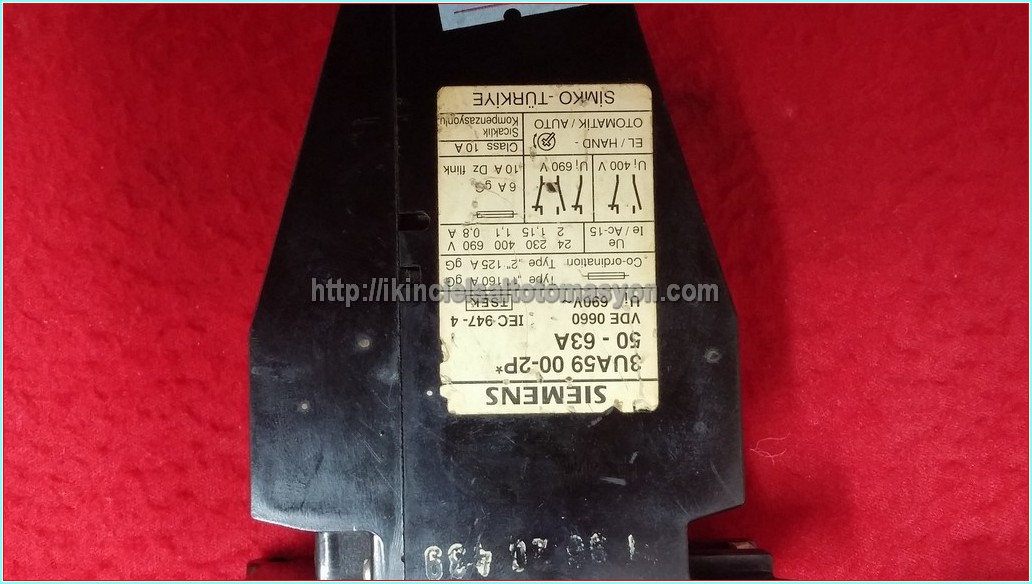 SIEMENS
3UA59 00-2P*
50 - 63A
VDE 0660 IEC 947-4
Ui 690V~ TSEK
Type „1" 160 A gG
Co-ordination Type „2" 125 A gG
Ue 24 230 400 690 V
Ie / Ac-15 2 1,15 1,1 0,8 A
6 A gG
Ui 400 V Ui 690 V 10 A Dz flink
Class 10 A
EL / HAND - Sıcaklık
OTOMATİK / AUTO Kompenzasyonlu
SİMKO - TÜRKİYE
http://ikincielsaltotomasyon.com